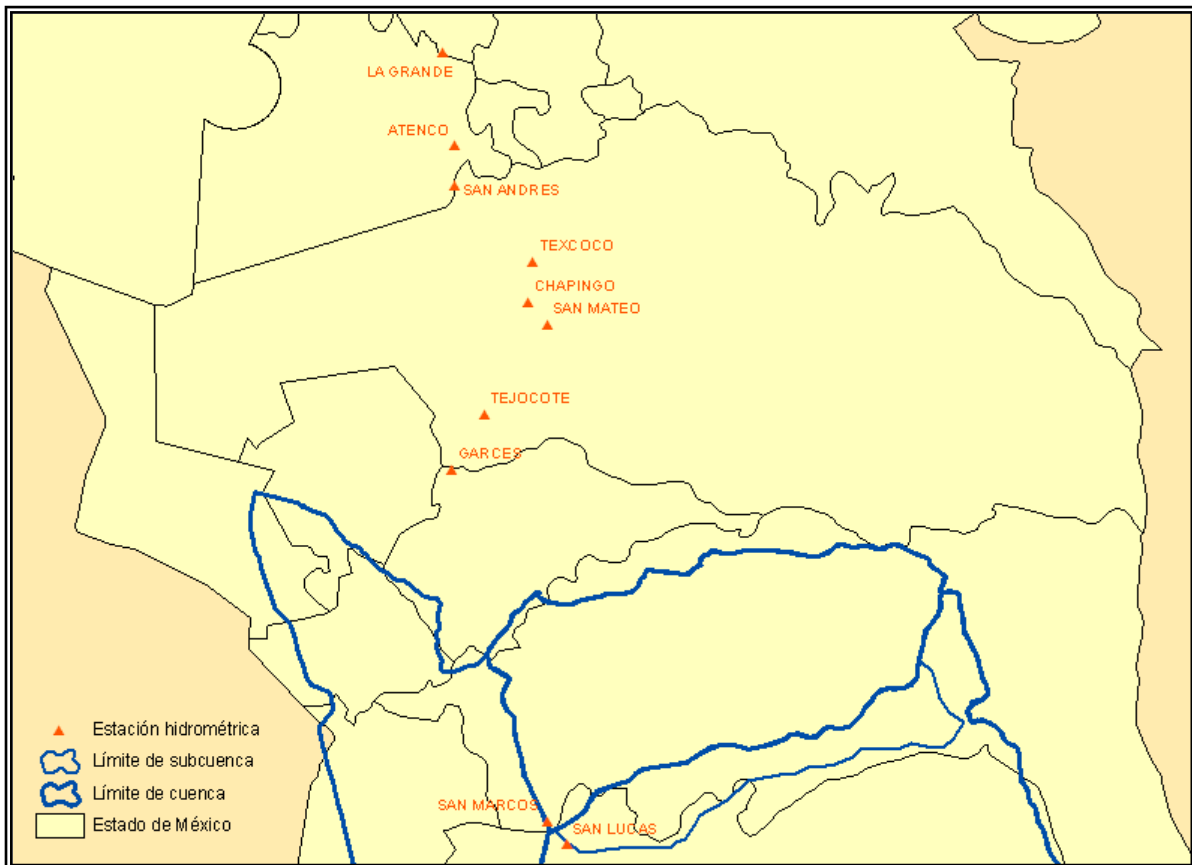 LA GRANDE
ATENCO
SAN ANDRES
TEXCOCO
CHAPINGO
SAN MATEO
TEJOCOTE
GARCES
Estación hidrométrica
Límite de subcuenca
Límite de cuenca
SAN MARCOS
SAN LUCAS
Estado de México